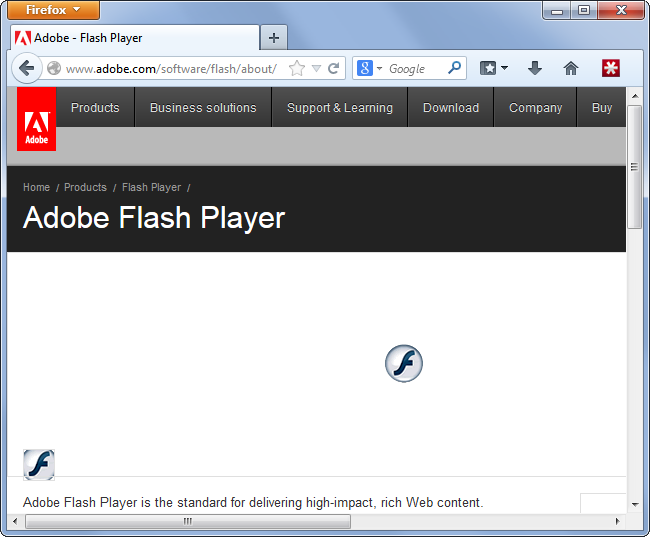 Firefox
Adobe - Flash Player
www.adobe.com/software/flash/about/
Google
Adobe
Products
Business solutions
Support & Learning
Download
Company
Buy
Home / Products / Flash Player /
Adobe Flash Player
Adobe Flash Player is the standard for delivering high-impact, rich Web content.